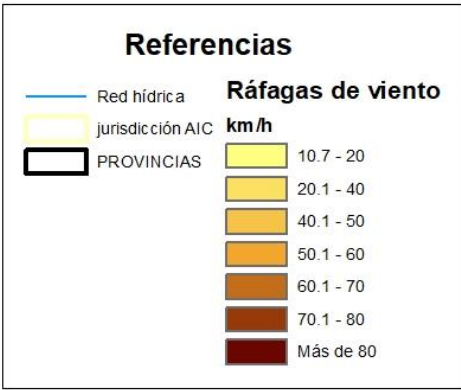 Referencias
Red hídrica
jurisdicción AIC
PROVINCIAS
Ráfagas de viento
km/h
10.7 - 20
20.1 - 40
40.1 - 50
50.1 - 60
60.1 - 70
70.1 - 80
Más de 80